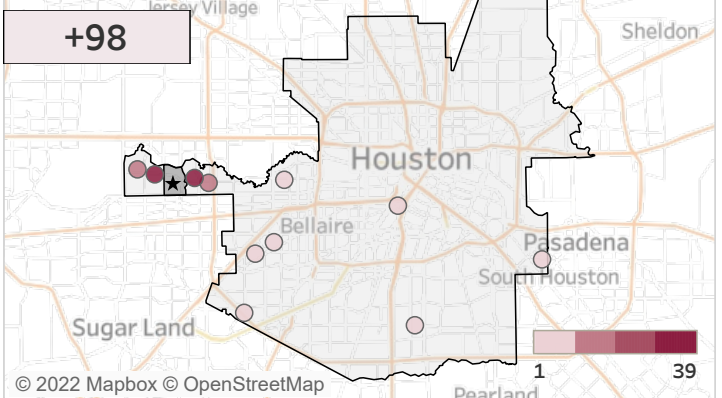 Jersey Village
+98
Sheldon
Houston
Bellaire
Pasadena
South Houston
Sugar Land
1 39
© 2022 Mapbox © OpenStreetMap
Pearland